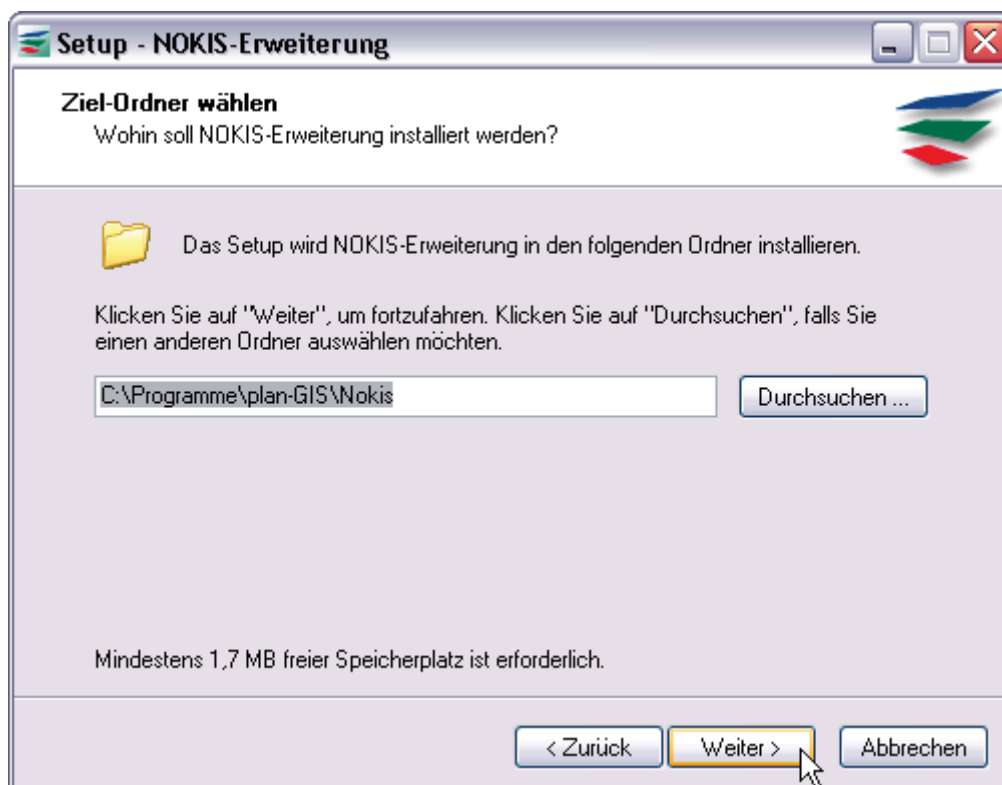 Setup - NOKIS-Erweiterung
Ziel-Ordner wählen
Wohin soll NOKIS-Erweiterung installiert werden?
Das Setup wird NOKIS-Erweiterung in den folgenden Ordner installieren.
Klicken Sie auf "Weiter", um fortzufahren. Klicken Sie auf "Durchsuchen", falls Sie
einen anderen Ordner auswählen möchten.
C:\Programme\plan-GIS\Nokis
Durchsuchen ...
Mindestens 1,7 MB freier Speicherplatz ist erforderlich.
< Zurück
Weiter >
Abbrechen